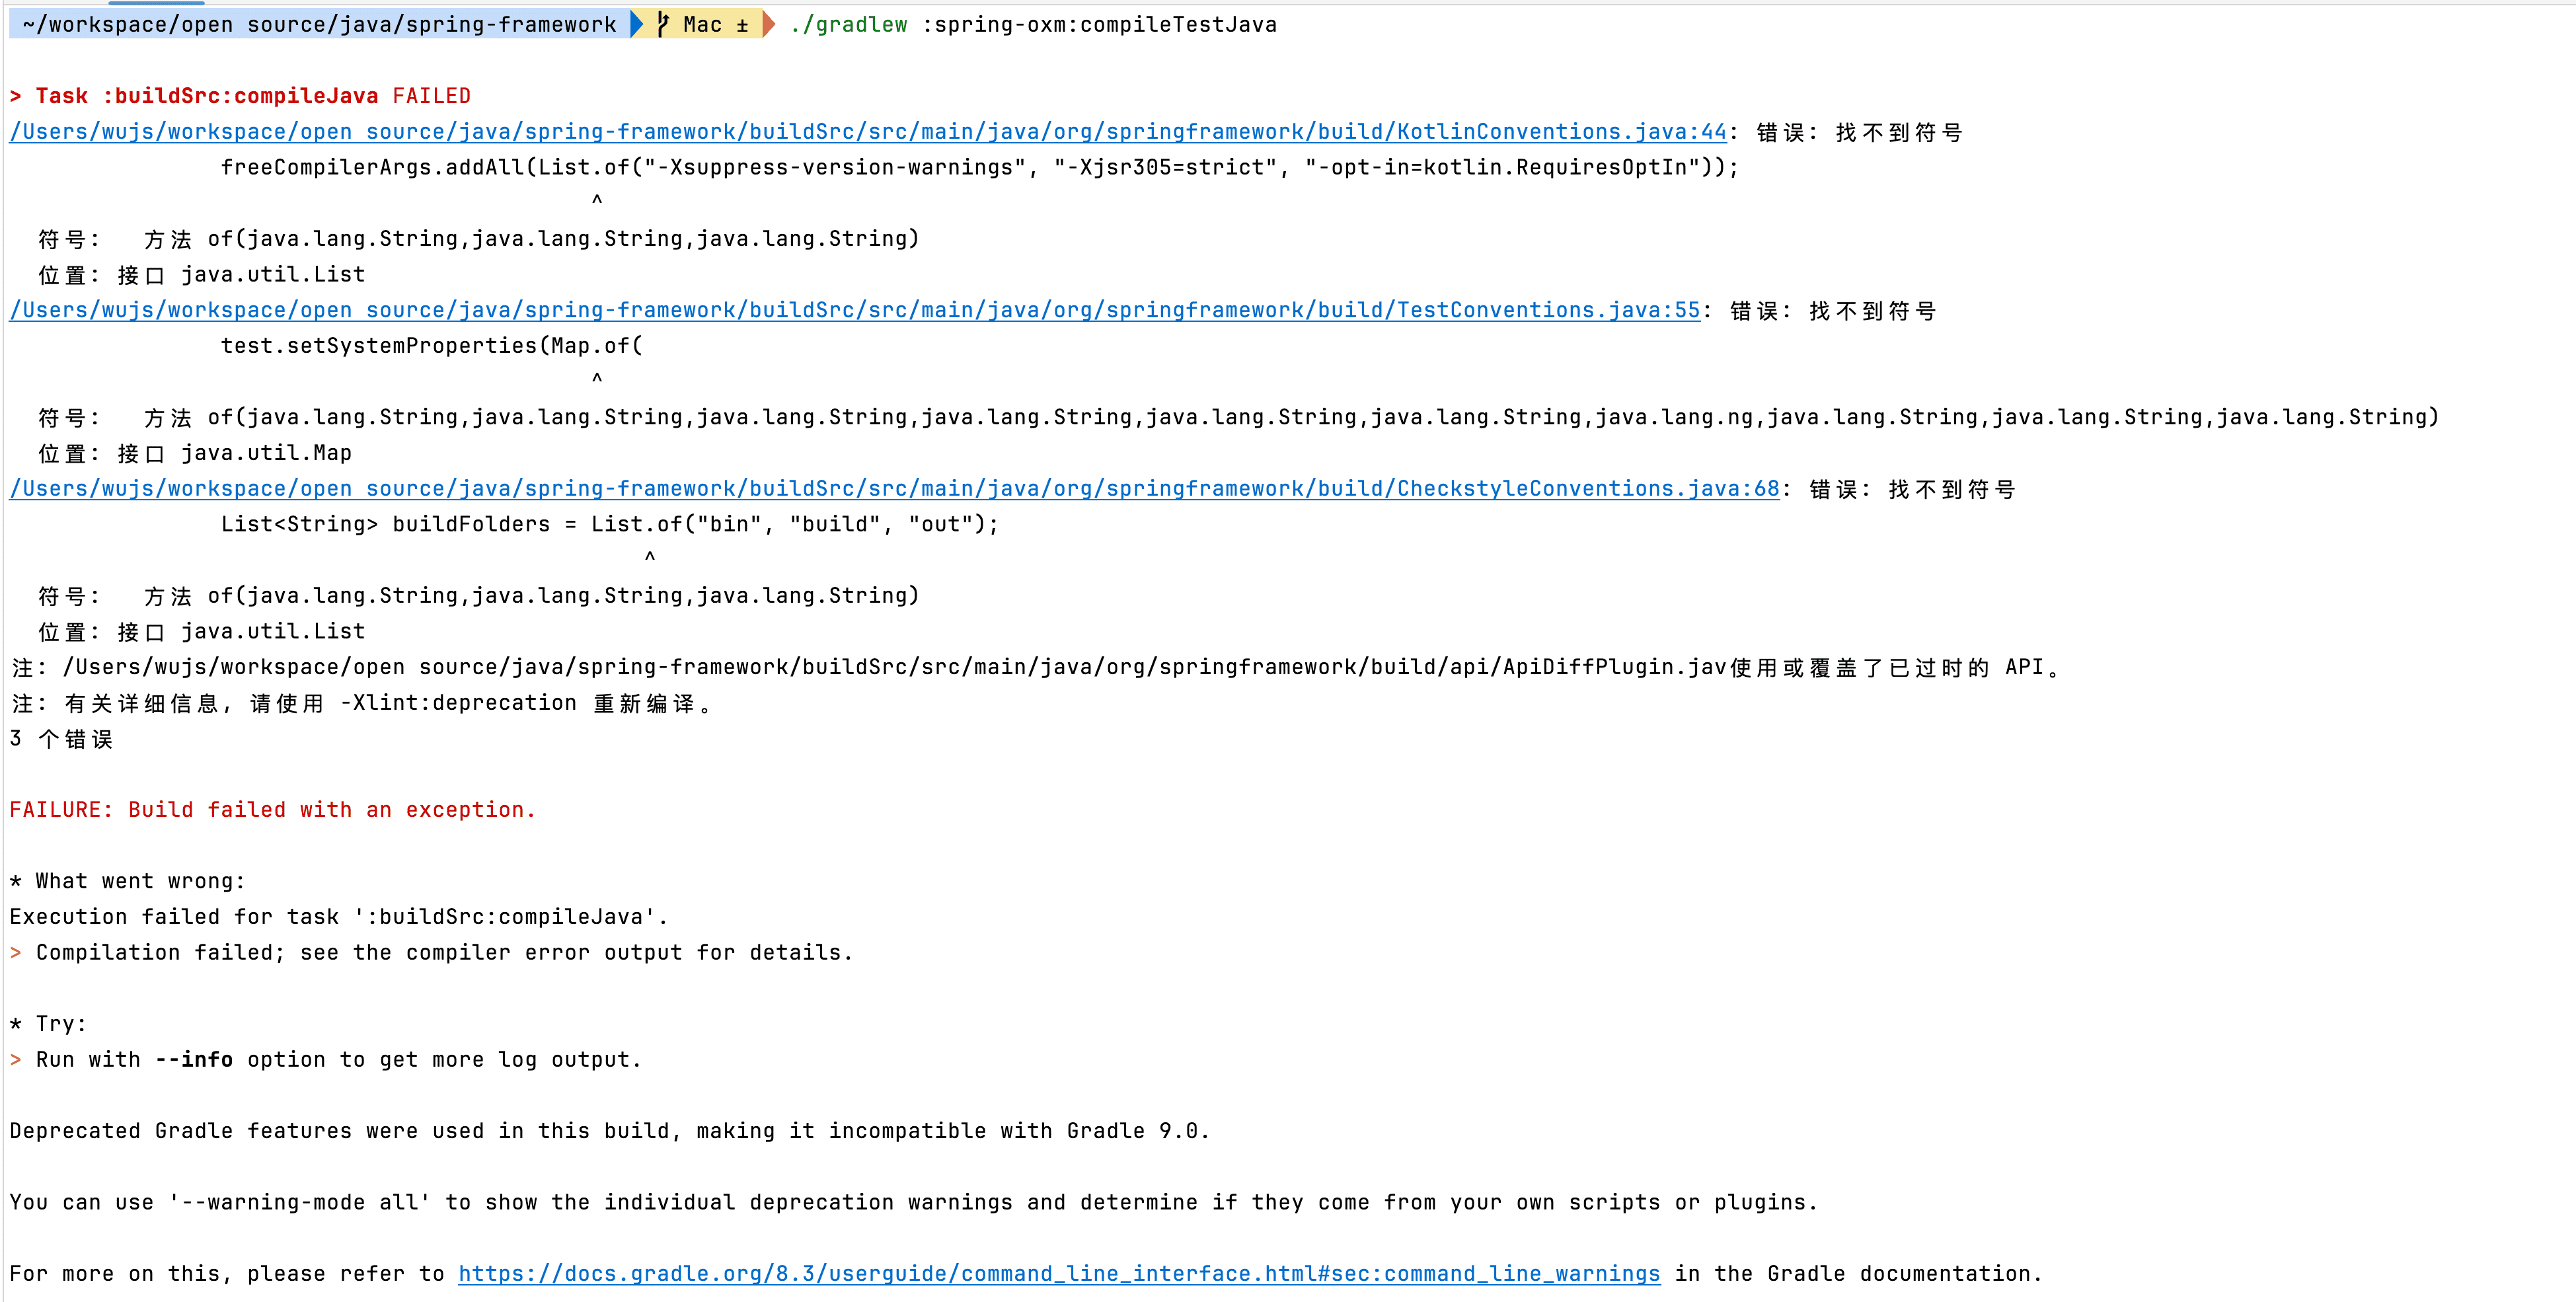 ~/workspace/open source/java/spring-framework Mac ± ./gradlew :spring-oxm:compileTestJava
> Task :buildSrc:compileJava FAILED
/Users/wujs/workspace/open source/java/spring-framework/buildSrc/src/main/java/org/springframework/build/KotlinConventions.java:44: 错误: 找不到符号
freeCompilerArgs.addAll(List.of("-Xsuppress-version-warnings", "-Xjsr305=strict", "-opt-in=kotlin.RequiresOptIn"));
^
符号:   方法 of(java.lang.String,java.lang.String,java.lang.String)
位置: 接口 java.util.List
/Users/wujs/workspace/open source/java/spring-framework/buildSrc/src/main/java/org/springframework/build/TestConventions.java:55: 错误: 找不到符号
test.setSystemProperties(Map.of(
^
符号:   方法 of(java.lang.String,java.lang.String,java.lang.String,java.lang.String,java.lang.String,java.lang.String,java.lang.ng,java.lang.String,java.lang.String,java.lang.String)
位置: 接口 java.util.Map
/Users/wujs/workspace/open source/java/spring-framework/buildSrc/src/main/java/org/springframework/build/CheckstyleConventions.java:68: 错误: 找不到符号
List<String> buildFolders = List.of("bin", "build", "out");
^
符号:   方法 of(java.lang.String,java.lang.String,java.lang.String)
位置: 接口 java.util.List
注: /Users/wujs/workspace/open source/java/spring-framework/buildSrc/src/main/java/org/springframework/build/api/ApiDiffPlugin.jav使用或覆盖了已过时的 API。
注: 有关详细信息, 请使用 -Xlint:deprecation 重新编译。
3 个错误
FAILURE: Build failed with an exception.
* What went wrong:
Execution failed for task ':buildSrc:compileJava'.
> Compilation failed; see the compiler error output for details.
* Try:
> Run with --info option to get more log output.
Deprecated Gradle features were used in this build, making it incompatible with Gradle 9.0.
You can use '--warning-mode all' to show the individual deprecation warnings and determine if they come from your own scripts or plugins.
For more on this, please refer to https://docs.gradle.org/8.3/userguide/command_line_interface.html#sec:command_line_warnings in the Gradle documentation.